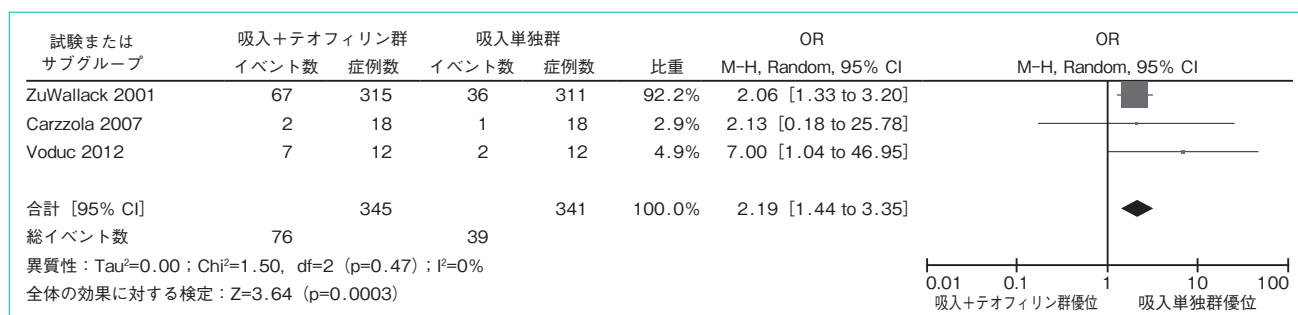 試験または
サブグループ
吸入+テオフィリン群 吸入単独群 OR OR
イベント数 症例数 イベント数 症例数 比重 M-H, Random, 95% CI M-H, Random, 95% CI
ZuWallack 2001 67 315 36 311 92.2% 2.06 [1.33 to 3.20]
Carzzola 2007 2 18 1 18 2.9% 2.13 [0.18 to 25.78]
Voduc 2012 7 12 2 12 4.9% 7.00 [1.04 to 46.95]
合計 [95% CI] 345 341 100.0% 2.19 [1.44 to 3.35]
総イベント数 76 39
異質性：Tau²=0.00；Chi²=1.50, df=2 (p=0.47)；I²=0%
全体の効果に対する検定：Z=3.64 (p=0.0003)
0.01 0.1 1 10 100
吸入+テオフィリン群優位 吸入単独群優位